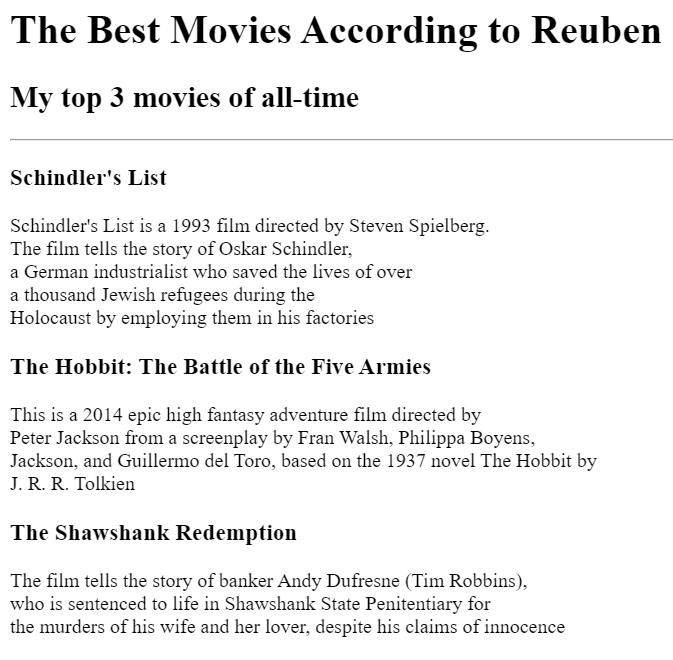 The Best Movies According to Reuben
My top 3 movies of all-time
Schindler's List
Schindler's List is a 1993 film directed by Steven Spielberg.
The film tells the story of Oskar Schindler,
a German industrialist who saved the lives of over
a thousand Jewish refugees during the
Holocaust by employing them in his factories
The Hobbit: The Battle of the Five Armies
This is a 2014 epic high fantasy adventure film directed by
Peter Jackson from a screenplay by Fran Walsh, Philippa Boyens,
Jackson, and Guillermo del Toro, based on the 1937 novel The Hobbit by
J. R. R. Tolkien
The Shawshank Redemption
The film tells the story of banker Andy Dufresne (Tim Robbins),
who is sentenced to life in Shawshank State Penitentiary for
the murders of his wife and her lover, despite his claims of innocence